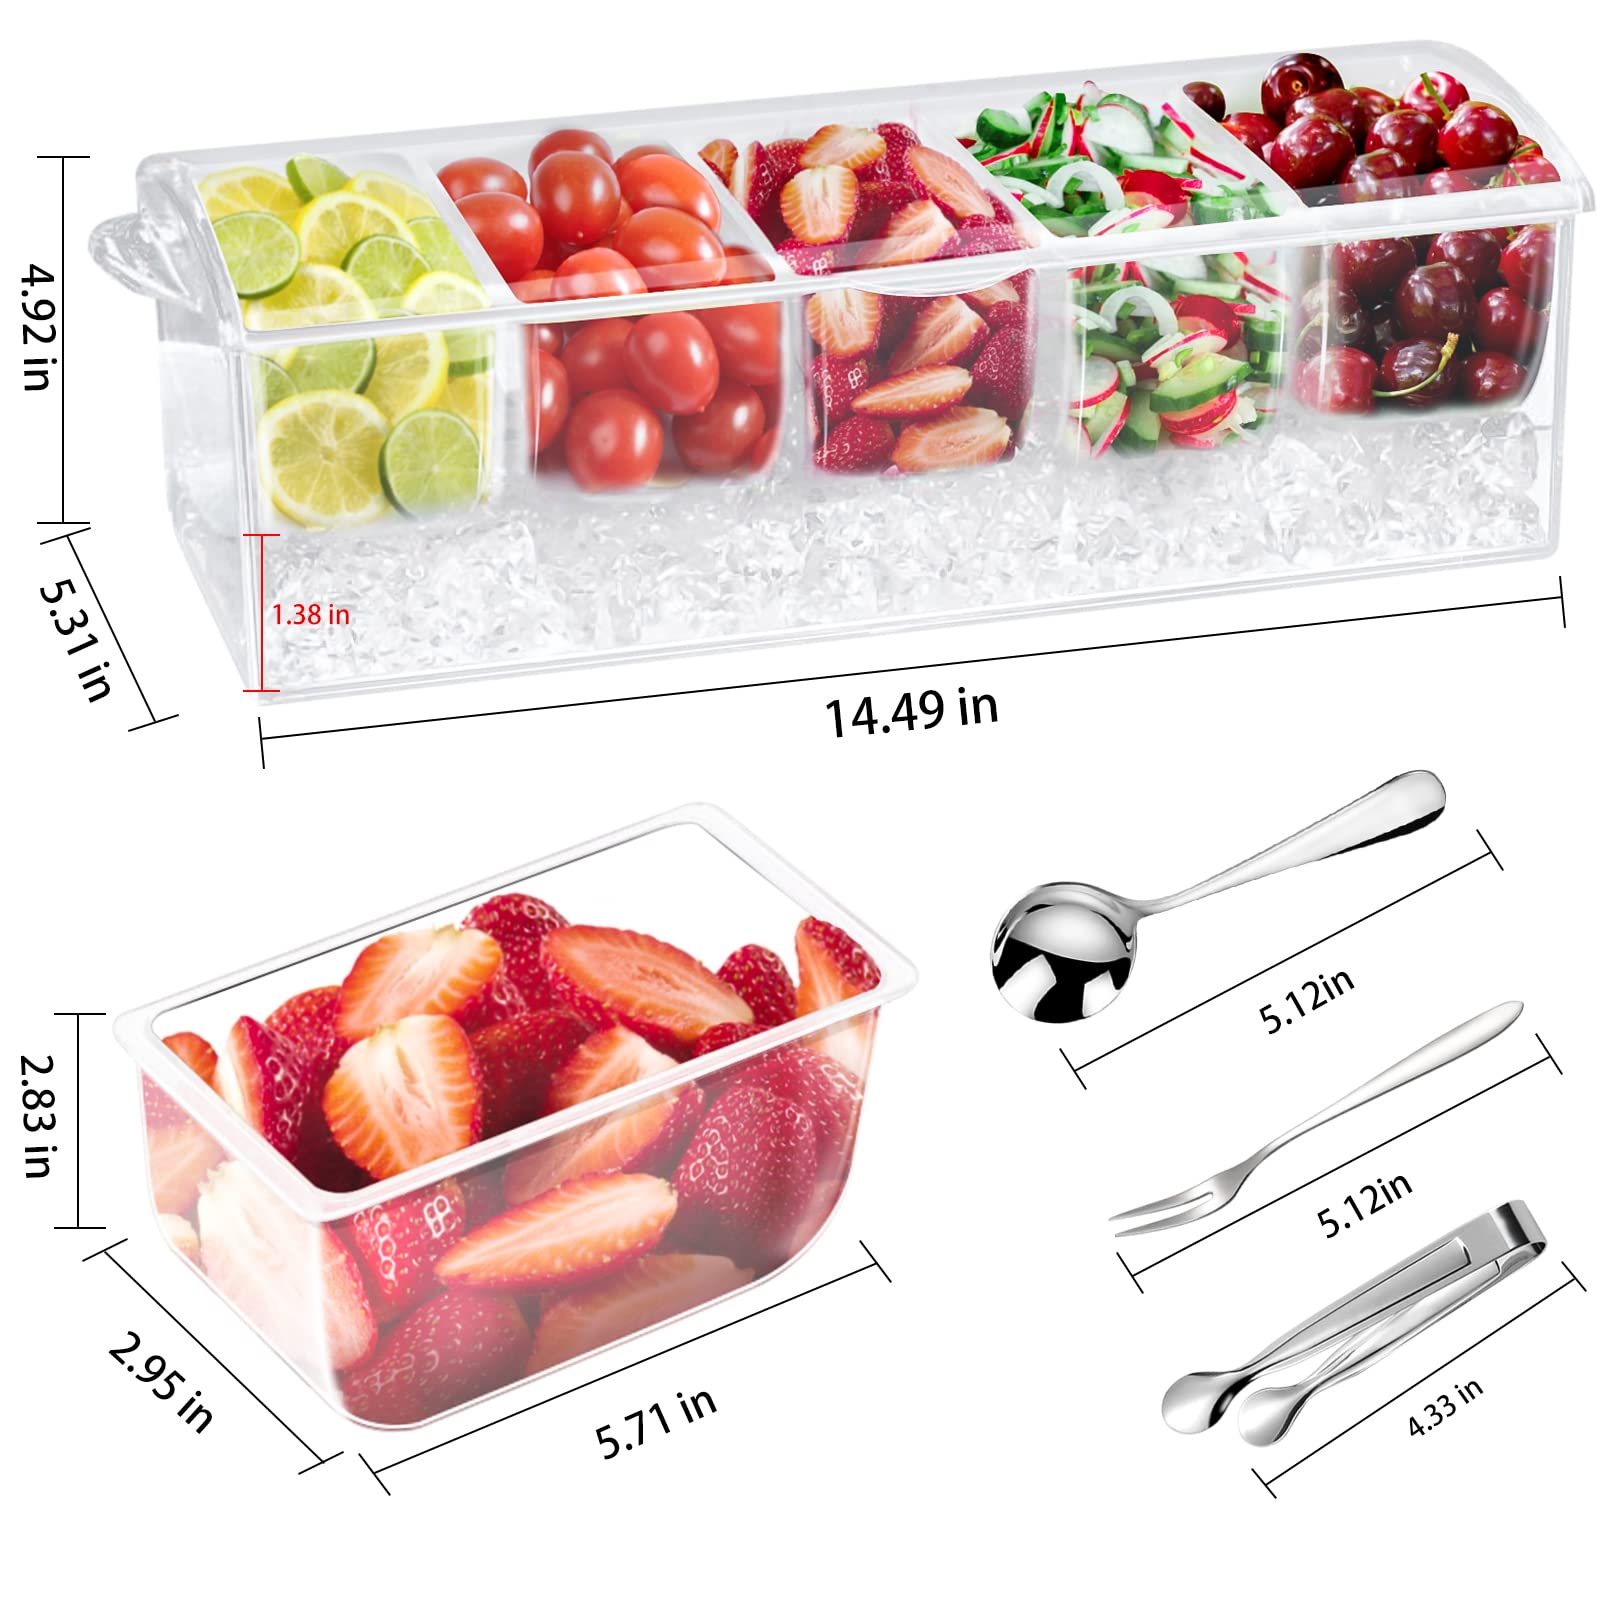 4.92 in
5.31 in
1.38 in
14.49 in
2.83 in
2.95 in
5.71 in
5.12in
5.12in
4.33 in